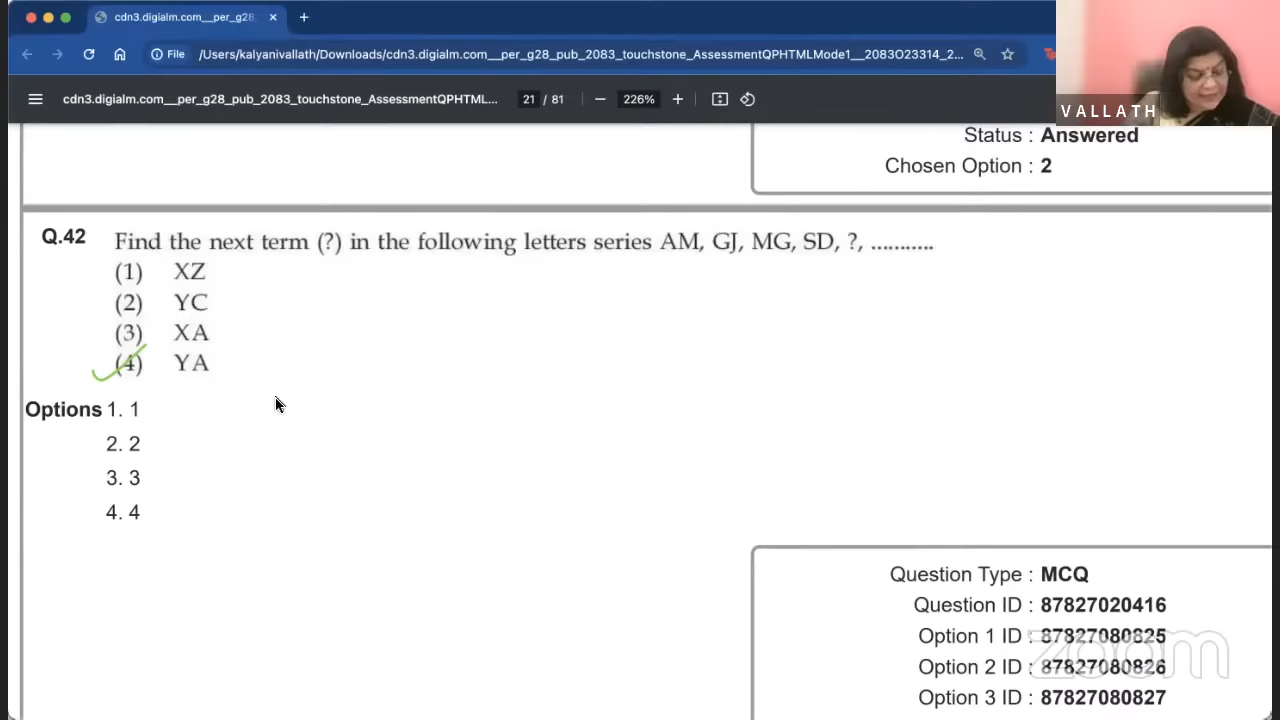 cdn3.digialm.com__per_g28_
File /Users/kalyanivallath/Downloads/cdn3.digialm.com__per_g28_pub_2083_touchstone_AssessmentQPHTMLMode1__2083O23314_2...
cdn3.digialm.com__per_g28_pub_2083_touchstone_AssessmentQPHTML... 21 / 81 — 226% +
VALLATH
Status : Answered
Chosen Option : 2
Q.42 Find the next term (?) in the following letters series AM, GJ, MG, SD, ?, ...........
(1) XZ
(2) YC
(3) XA
(4) YA
Options 1. 1
2. 2
3. 3
4. 4
Question Type : MCQ
Question ID : 87827020416
Option 1 ID : 87827080825
Option 2 ID : 87827080826
Option 3 ID : 87827080827
zoom